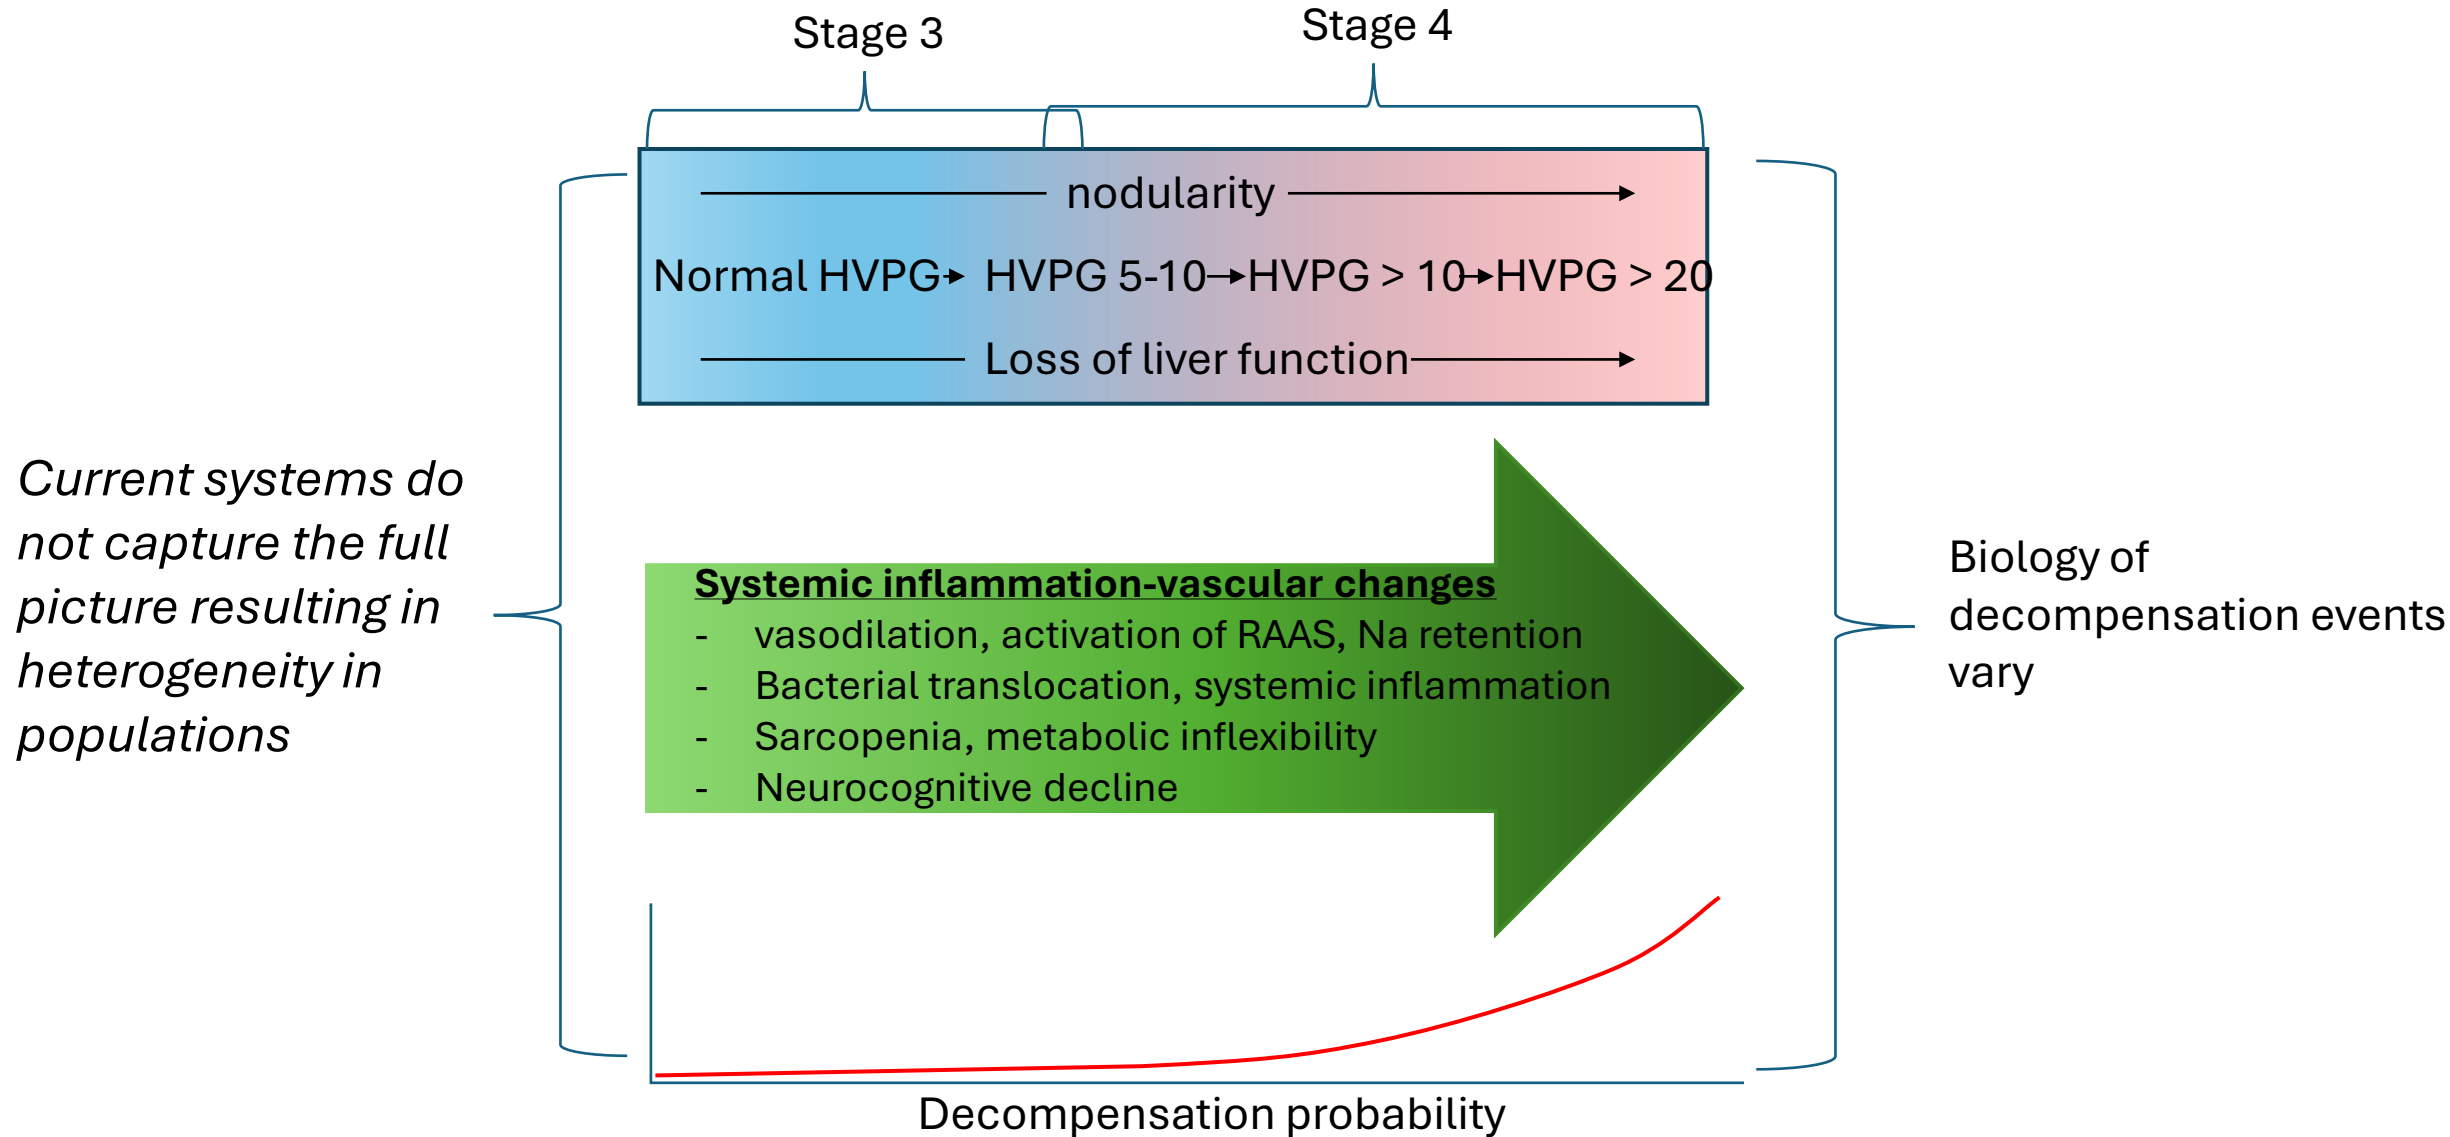 Stage 3
Stage 4
nodularity
Normal HVPG
HVPG 5-10
HVPG > 10
HVPG > 20
Loss of liver function
Current systems do
not capture the full
picture resulting in
heterogeneity in
populations
Systemic inflammation-vascular changes
- vasodilation, activation of RAAS, Na retention
- Bacterial translocation, systemic inflammation
- Sarcopenia, metabolic inflexibility
- Neurocognitive decline
Biology of
decompensation events
vary
Decompensation probability